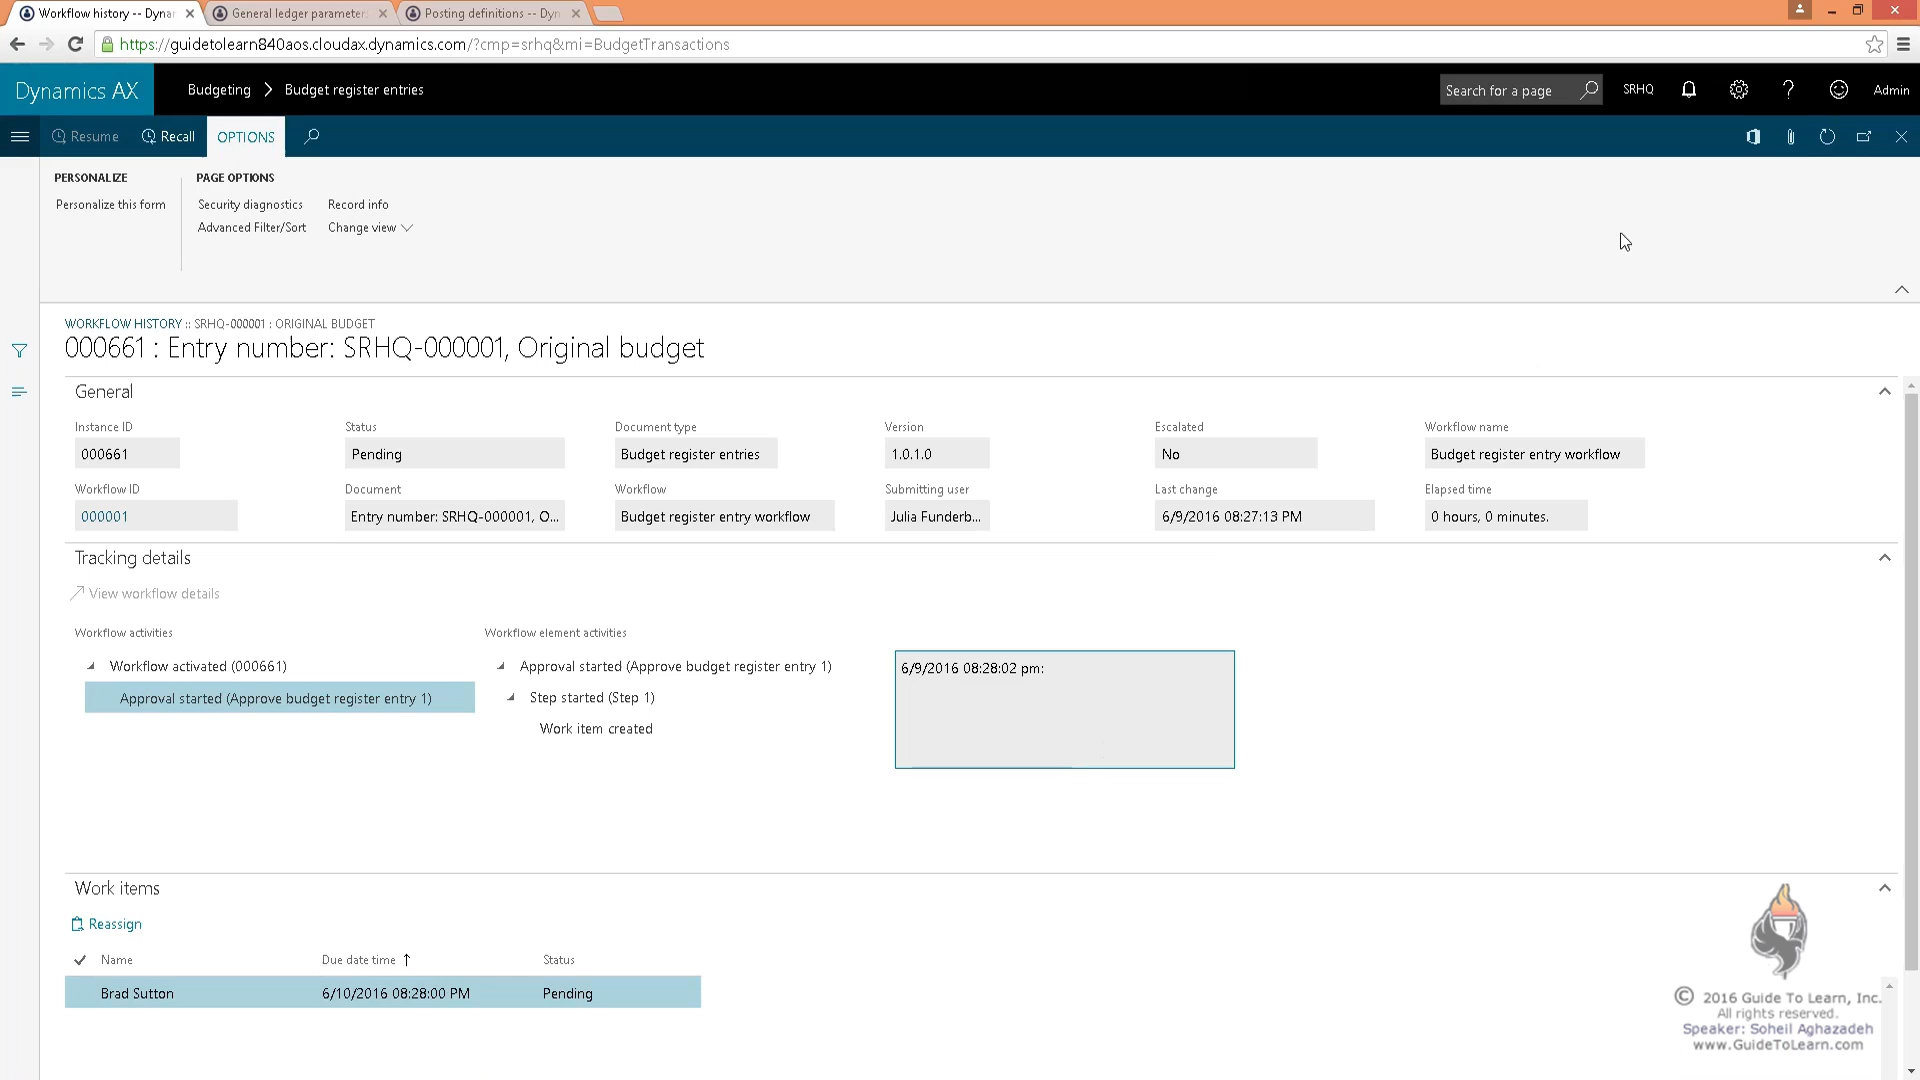 Workflow history -- Dynar
General ledger parameter:
Posting definitions -- Dyn
https://guidetolearn840aos.cloudax.dynamics.com/?cmp=srhq&mi=BudgetTransactions
Dynamics AX
Budgeting > Budget register entries
Search for a page
SRHQ
?
Admin
Resume
Recall
OPTIONS
PERSONALIZE
PAGE OPTIONS
Personalize this form
Security diagnostics
Record info
Advanced Filter/Sort
Change view
WORKFLOW HISTORY :: SRHQ-000001 : ORIGINAL BUDGET
000661 : Entry number: SRHQ-000001, Original budget
General
Instance ID
Status
Document type
Version
Escalated
Workflow name
000661
Pending
Budget register entries
1.0.1.0
No
Budget register entry workflow
Workflow ID
Document
Workflow
Submitting user
Last change
Elapsed time
000001
Entry number: SRHQ-000001, O...
Budget register entry workflow
Julia Funderb...
6/9/2016 08:27:13 PM
0 hours, 0 minutes.
Tracking details
View workflow details
Workflow activities
Workflow element activities
Workflow activated (000661)
Approval started (Approve budget register entry 1)
Approval started (Approve budget register entry 1)
Step started (Step 1)
Work item created
6/9/2016 08:28:02 pm:
Work items
Reassign
Name
Due date time
Status
Brad Sutton
6/10/2016 08:28:00 PM
Pending
© 2016 Guide To Learn, Inc.
All rights reserved.
Speaker: Soheil Aghazadeh
www.GuideToLearn.com